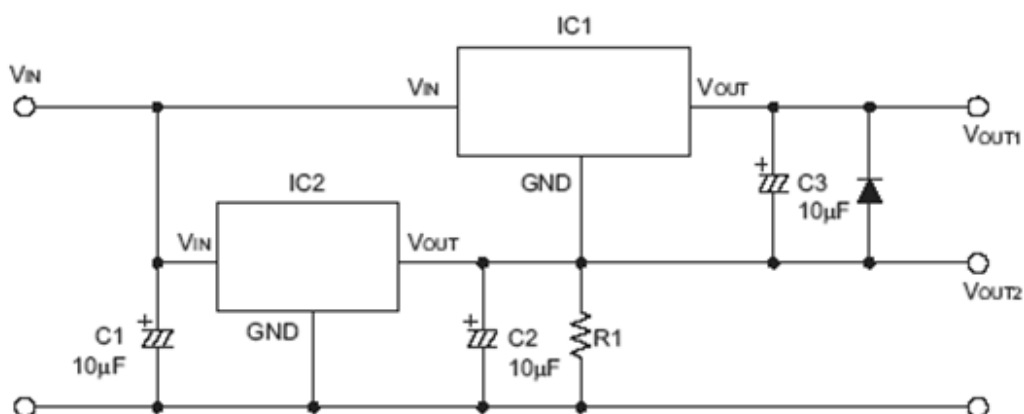 IC1
VIN
VIN
VOUT
VOUT1
GND
C3
10μF
+
IC2
VIN
VOUT
VOUT2
GND
+
C1
10μF
+
C2
10μF
R1